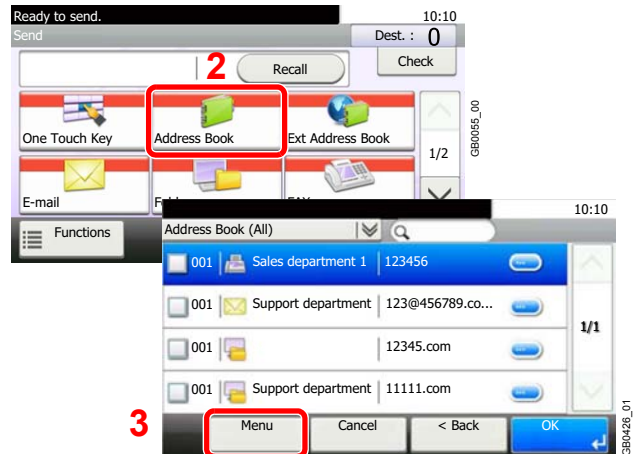 Ready to send.
10:10
Send
Dest. : 0
2
Recall
Check
One Touch Key
Address Book
Ext Address Book
1/2
GB0055_00
E-mail
Functions
10:10
Address Book (All)
001 Sales department 1 123456
001 Support department 123@456789.co...
1/1
001 12345.com
001 Support department 11111.com
3
Menu
Cancel
< Back
OK
GB0426_01